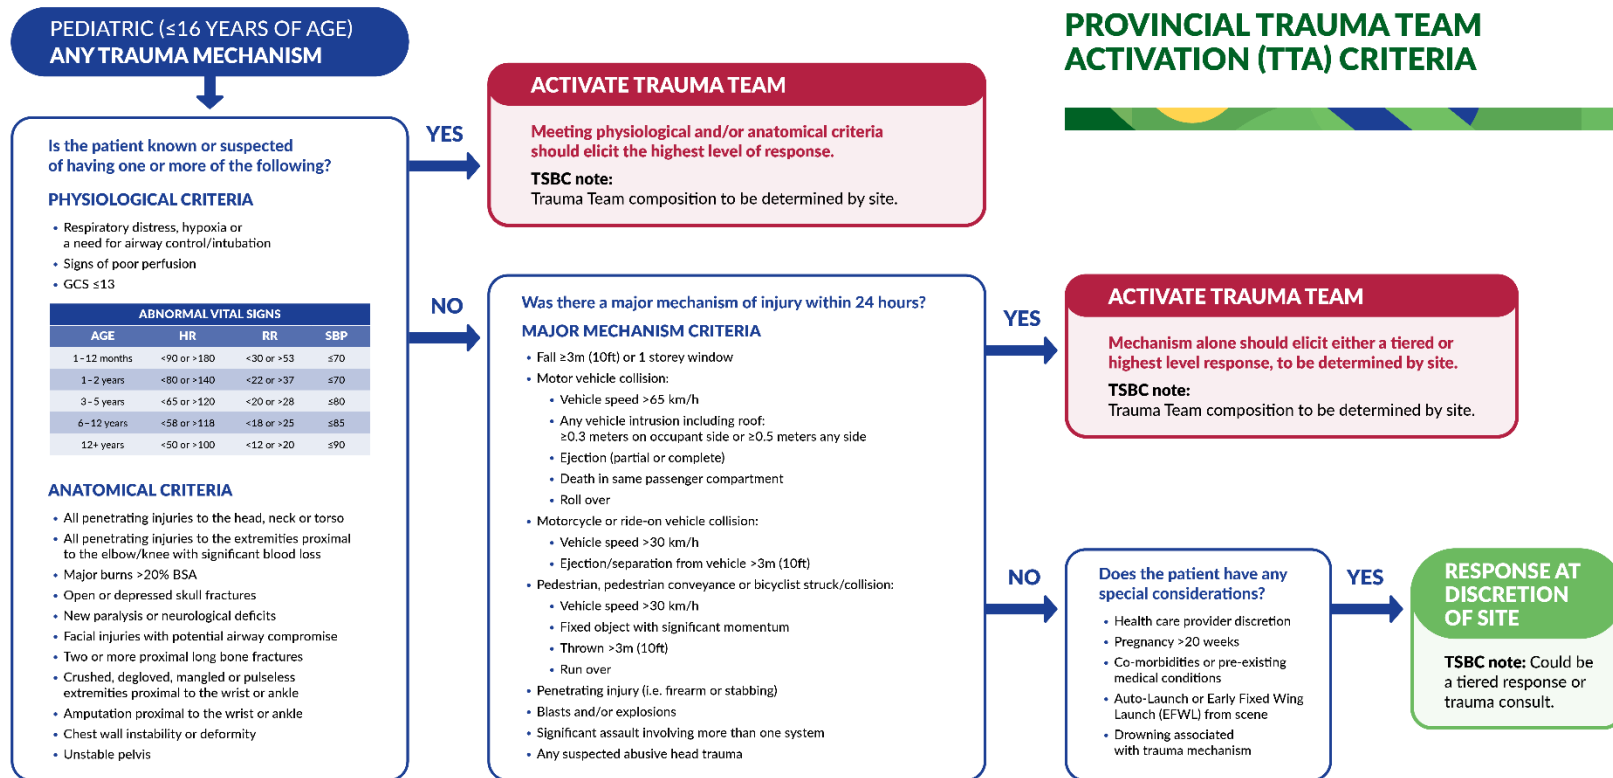 PEDIATRIC (≤16 YEARS OF AGE)
ANY TRAUMA MECHANISM
Is the patient known or suspected
of having one or more of the following?
PHYSIOLOGICAL CRITERIA
• Respiratory distress, hypoxia or
a need for airway control/intubation
• Signs of poor perfusion
• GCS ≤13
ABNORMAL VITAL SIGNS
AGE HR RR SBP
1–12 months <90 or >180 <30 or >53 ≤70
1–2 years <80 or >140 <22 or >37 ≤70
3–5 years <65 or >120 <20 or >28 ≤80
6–12 years <58 or >118 <18 or >25 ≤85
12+ years <50 or >100 <12 or >20 ≤90
ANATOMICAL CRITERIA
• All penetrating injuries to the head, neck or torso
• All penetrating injuries to the extremities proximal
to the elbow/knee with significant blood loss
• Major burns >20% BSA
• Open or depressed skull fractures
• New paralysis or neurological deficits
• Facial injuries with potential airway compromise
• Two or more proximal long bone fractures
• Crushed, degloved, mangled or pulseless
extremities proximal to the wrist or ankle
• Amputation proximal to the wrist or ankle
• Chest wall instability or deformity
• Unstable pelvis
YES
ACTIVATE TRAUMA TEAM
Meeting physiological and/or anatomical criteria
should elicit the highest level of response.
TSBC note:
Trauma Team composition to be determined by site.
NO
Was there a major mechanism of injury within 24 hours?
MAJOR MECHANISM CRITERIA
• Fall ≥3m (10ft) or 1 storey window
• Motor vehicle collision:
• Vehicle speed >65 km/h
• Any vehicle intrusion including roof:
≥0.3 meters on occupant side or ≥0.5 meters any side
• Ejection (partial or complete)
• Death in same passenger compartment
• Roll over
• Motorcycle or ride-on vehicle collision:
• Vehicle speed >30 km/h
• Ejection/separation from vehicle >3m (10ft)
• Pedestrian, pedestrian conveyance or bicyclist struck/collision:
• Vehicle speed >30 km/h
• Fixed object with significant momentum
• Thrown >3m (10ft)
• Run over
• Penetrating injury (i.e. firearm or stabbing)
• Blasts and/or explosions
• Significant assault involving more than one system
• Any suspected abusive head trauma
PROVINCIAL TRAUMA TEAM
ACTIVATION (TTA) CRITERIA
YES
ACTIVATE TRAUMA TEAM
Mechanism alone should elicit either a tiered or
highest level response, to be determined by site.
TSBC note:
Trauma Team composition to be determined by site.
NO
Does the patient have any
special considerations?
• Health care provider discretion
• Pregnancy >20 weeks
• Co-morbidities or pre-existing
medical conditions
• Auto-Launch or Early Fixed Wing
Launch (EFWL) from scene
• Drowning associated
with trauma mechanism
YES
RESPONSE AT
DISCRETION
OF SITE
TSBC note: Could be
a tiered response or
trauma consult.